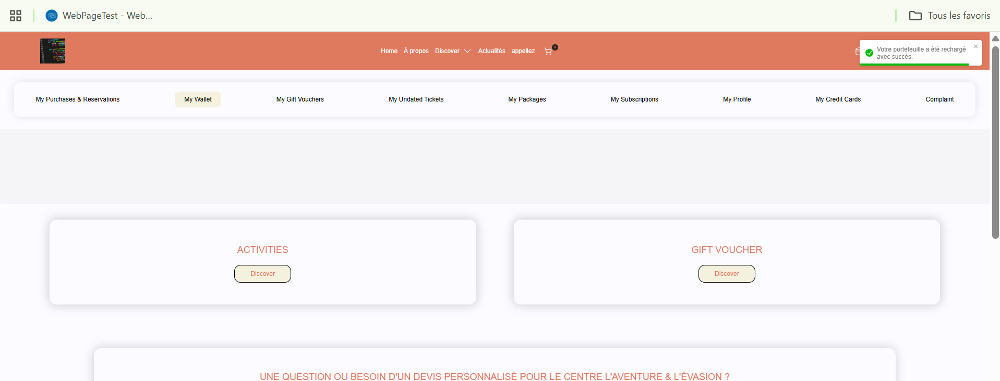 WebPageTest - Web...
Tous les favoris
Home À propos Discover Actualités appellez
Votre portefeuille a été rechargé
avec succès.
My Purchases & Reservations My Wallet My Gift Vouchers My Undated Tickets My Packages My Subscriptions My Profile My Credit Cards Complaint
ACTIVITIES
Discover
GIFT VOUCHER
Discover
UNE QUESTION OU BESOIN D'UN DEVIS PERSONNALISÉ POUR LE CENTRE L'AVENTURE & L'ÉVASION ?